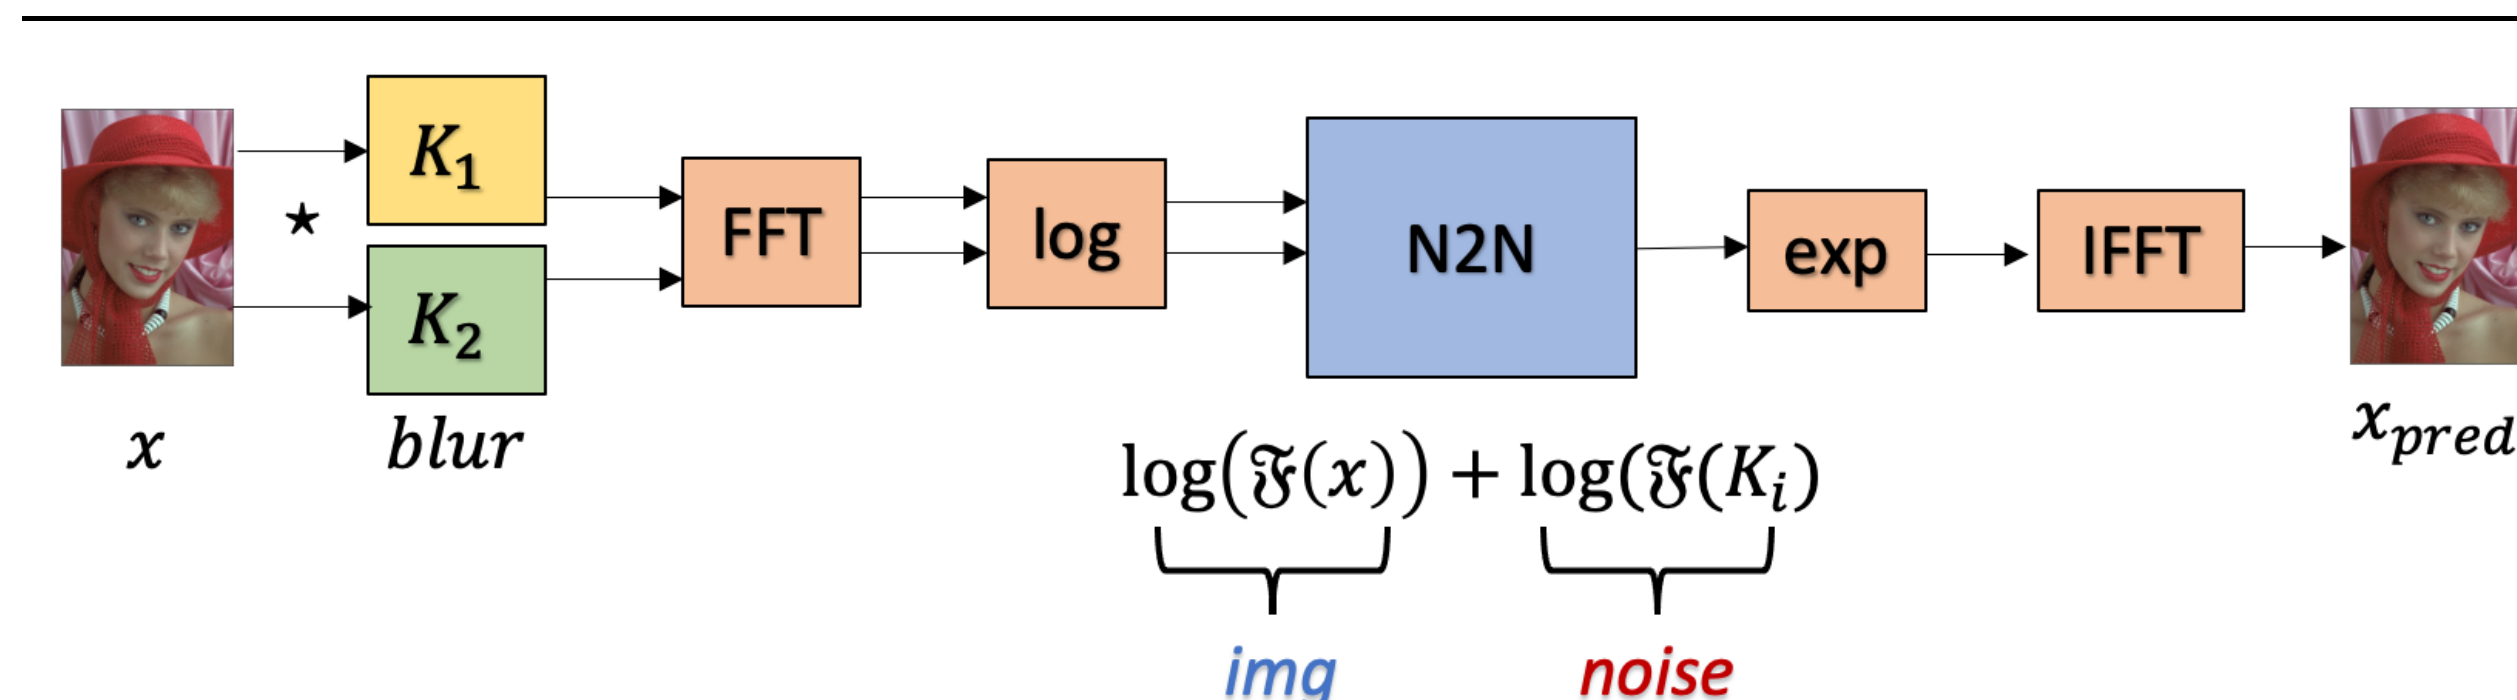 K₁
K₂
⋆
FFT
log
N2N
exp
IFFT
x
blur
x_pred
log(𝔉(x)) + log(𝔉(K_i)
img
noise